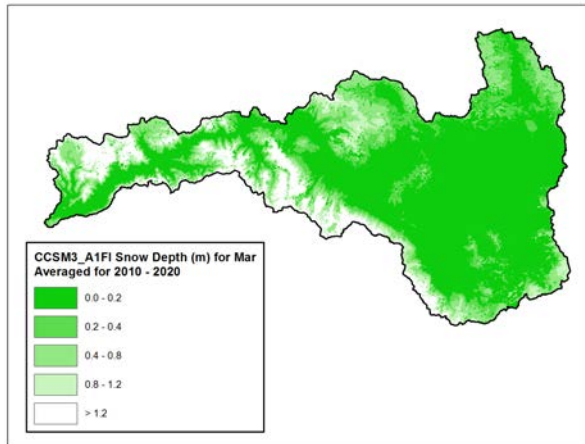 CCSM3_A1FI Snow Depth (m) for Mar
Averaged for 2010 - 2020
0.0 - 0.2
0.2 - 0.4
0.4 - 0.8
0.8 - 1.2
> 1.2